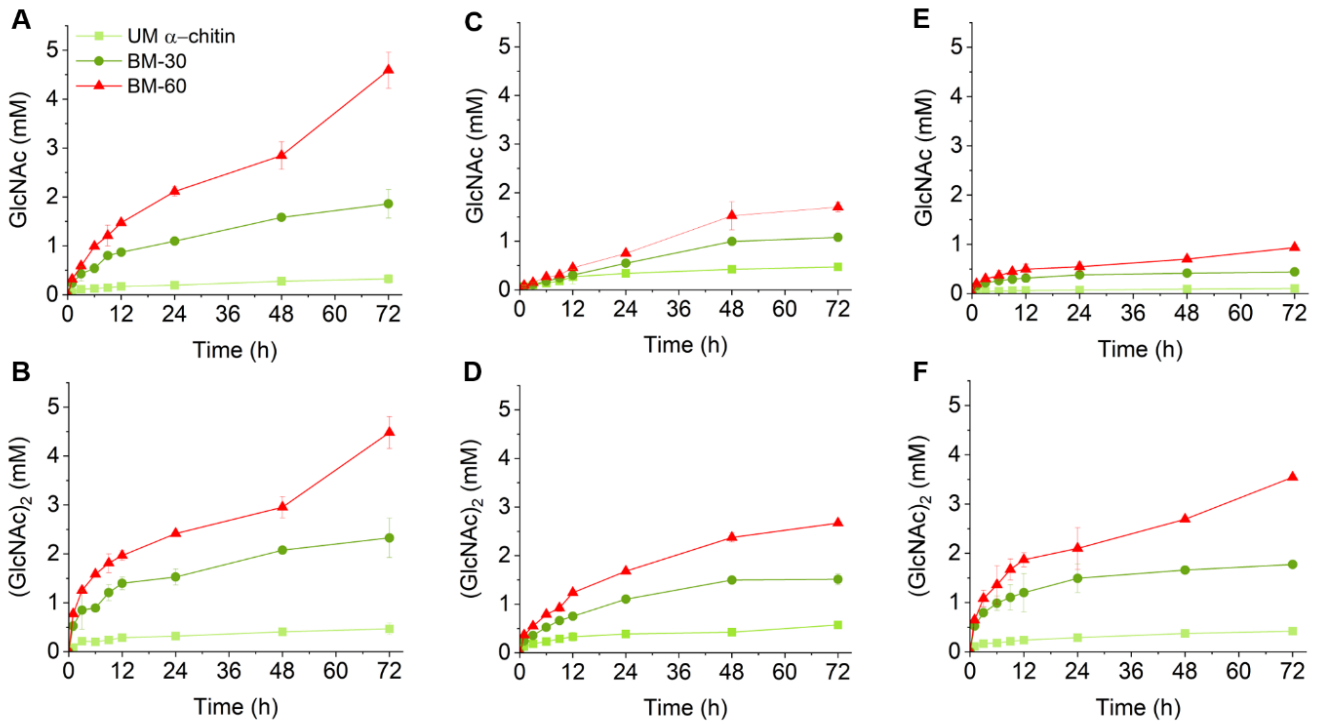 A
UM α–chitin
BM-30
BM-60
GlcNAc (mM)
5
4
3
2
1
0
0 12 24 36 48 60 72
Time (h)
C
GlcNAc (mM)
5
4
3
2
1
0
0 12 24 36 48 60 72
Time (h)
E
GlcNAc (mM)
5
4
3
2
1
0
0 12 24 36 48 60 72
Time (h)
B
(GlcNAc)₂ (mM)
5
4
3
2
1
0
0 12 24 36 48 60 72
Time (h)
D
(GlcNAc)₂ (mM)
5
4
3
2
1
0
0 12 24 36 48 60 72
Time (h)
F
(GlcNAc)₂ (mM)
5
4
3
2
1
0
0 12 24 36 48 60 72
Time (h)